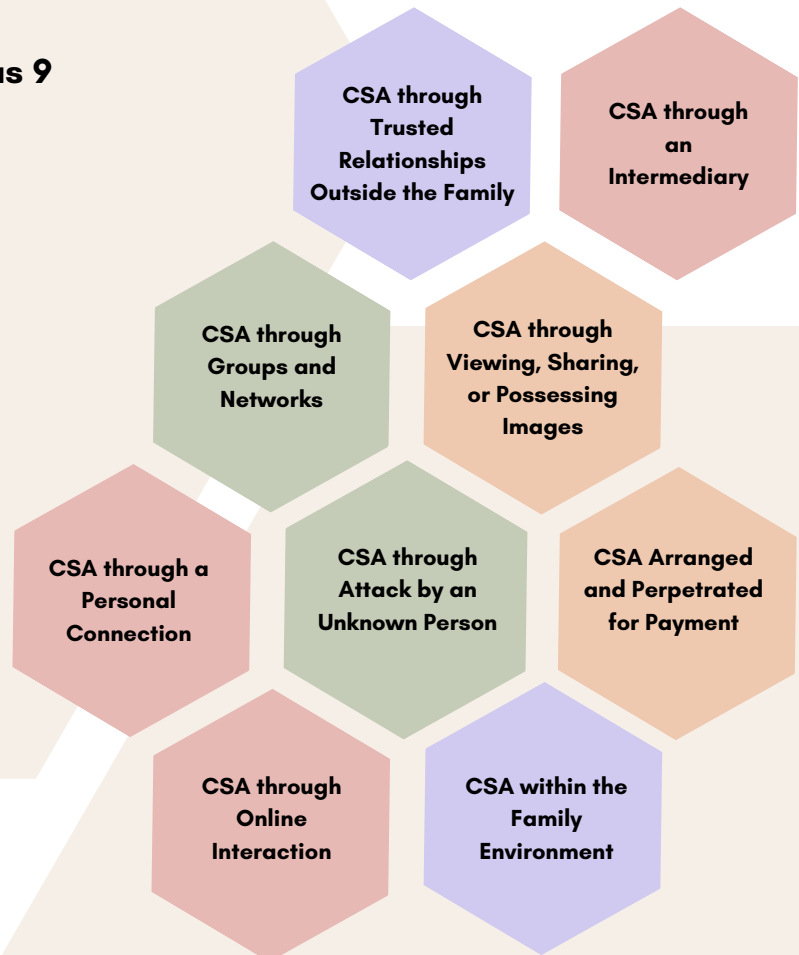 9
CSA through
Trusted
Relationships
Outside the Family
CSA through
an
Intermediary
CSA through
Groups and
Networks
CSA through
Viewing, Sharing,
or Possessing
Images
CSA through a
Personal
Connection
CSA through
Attack by an
Unknown Person
CSA Arranged
and Perpetrated
for Payment
CSA through
Online
Interaction
CSA within the
Family
Environment